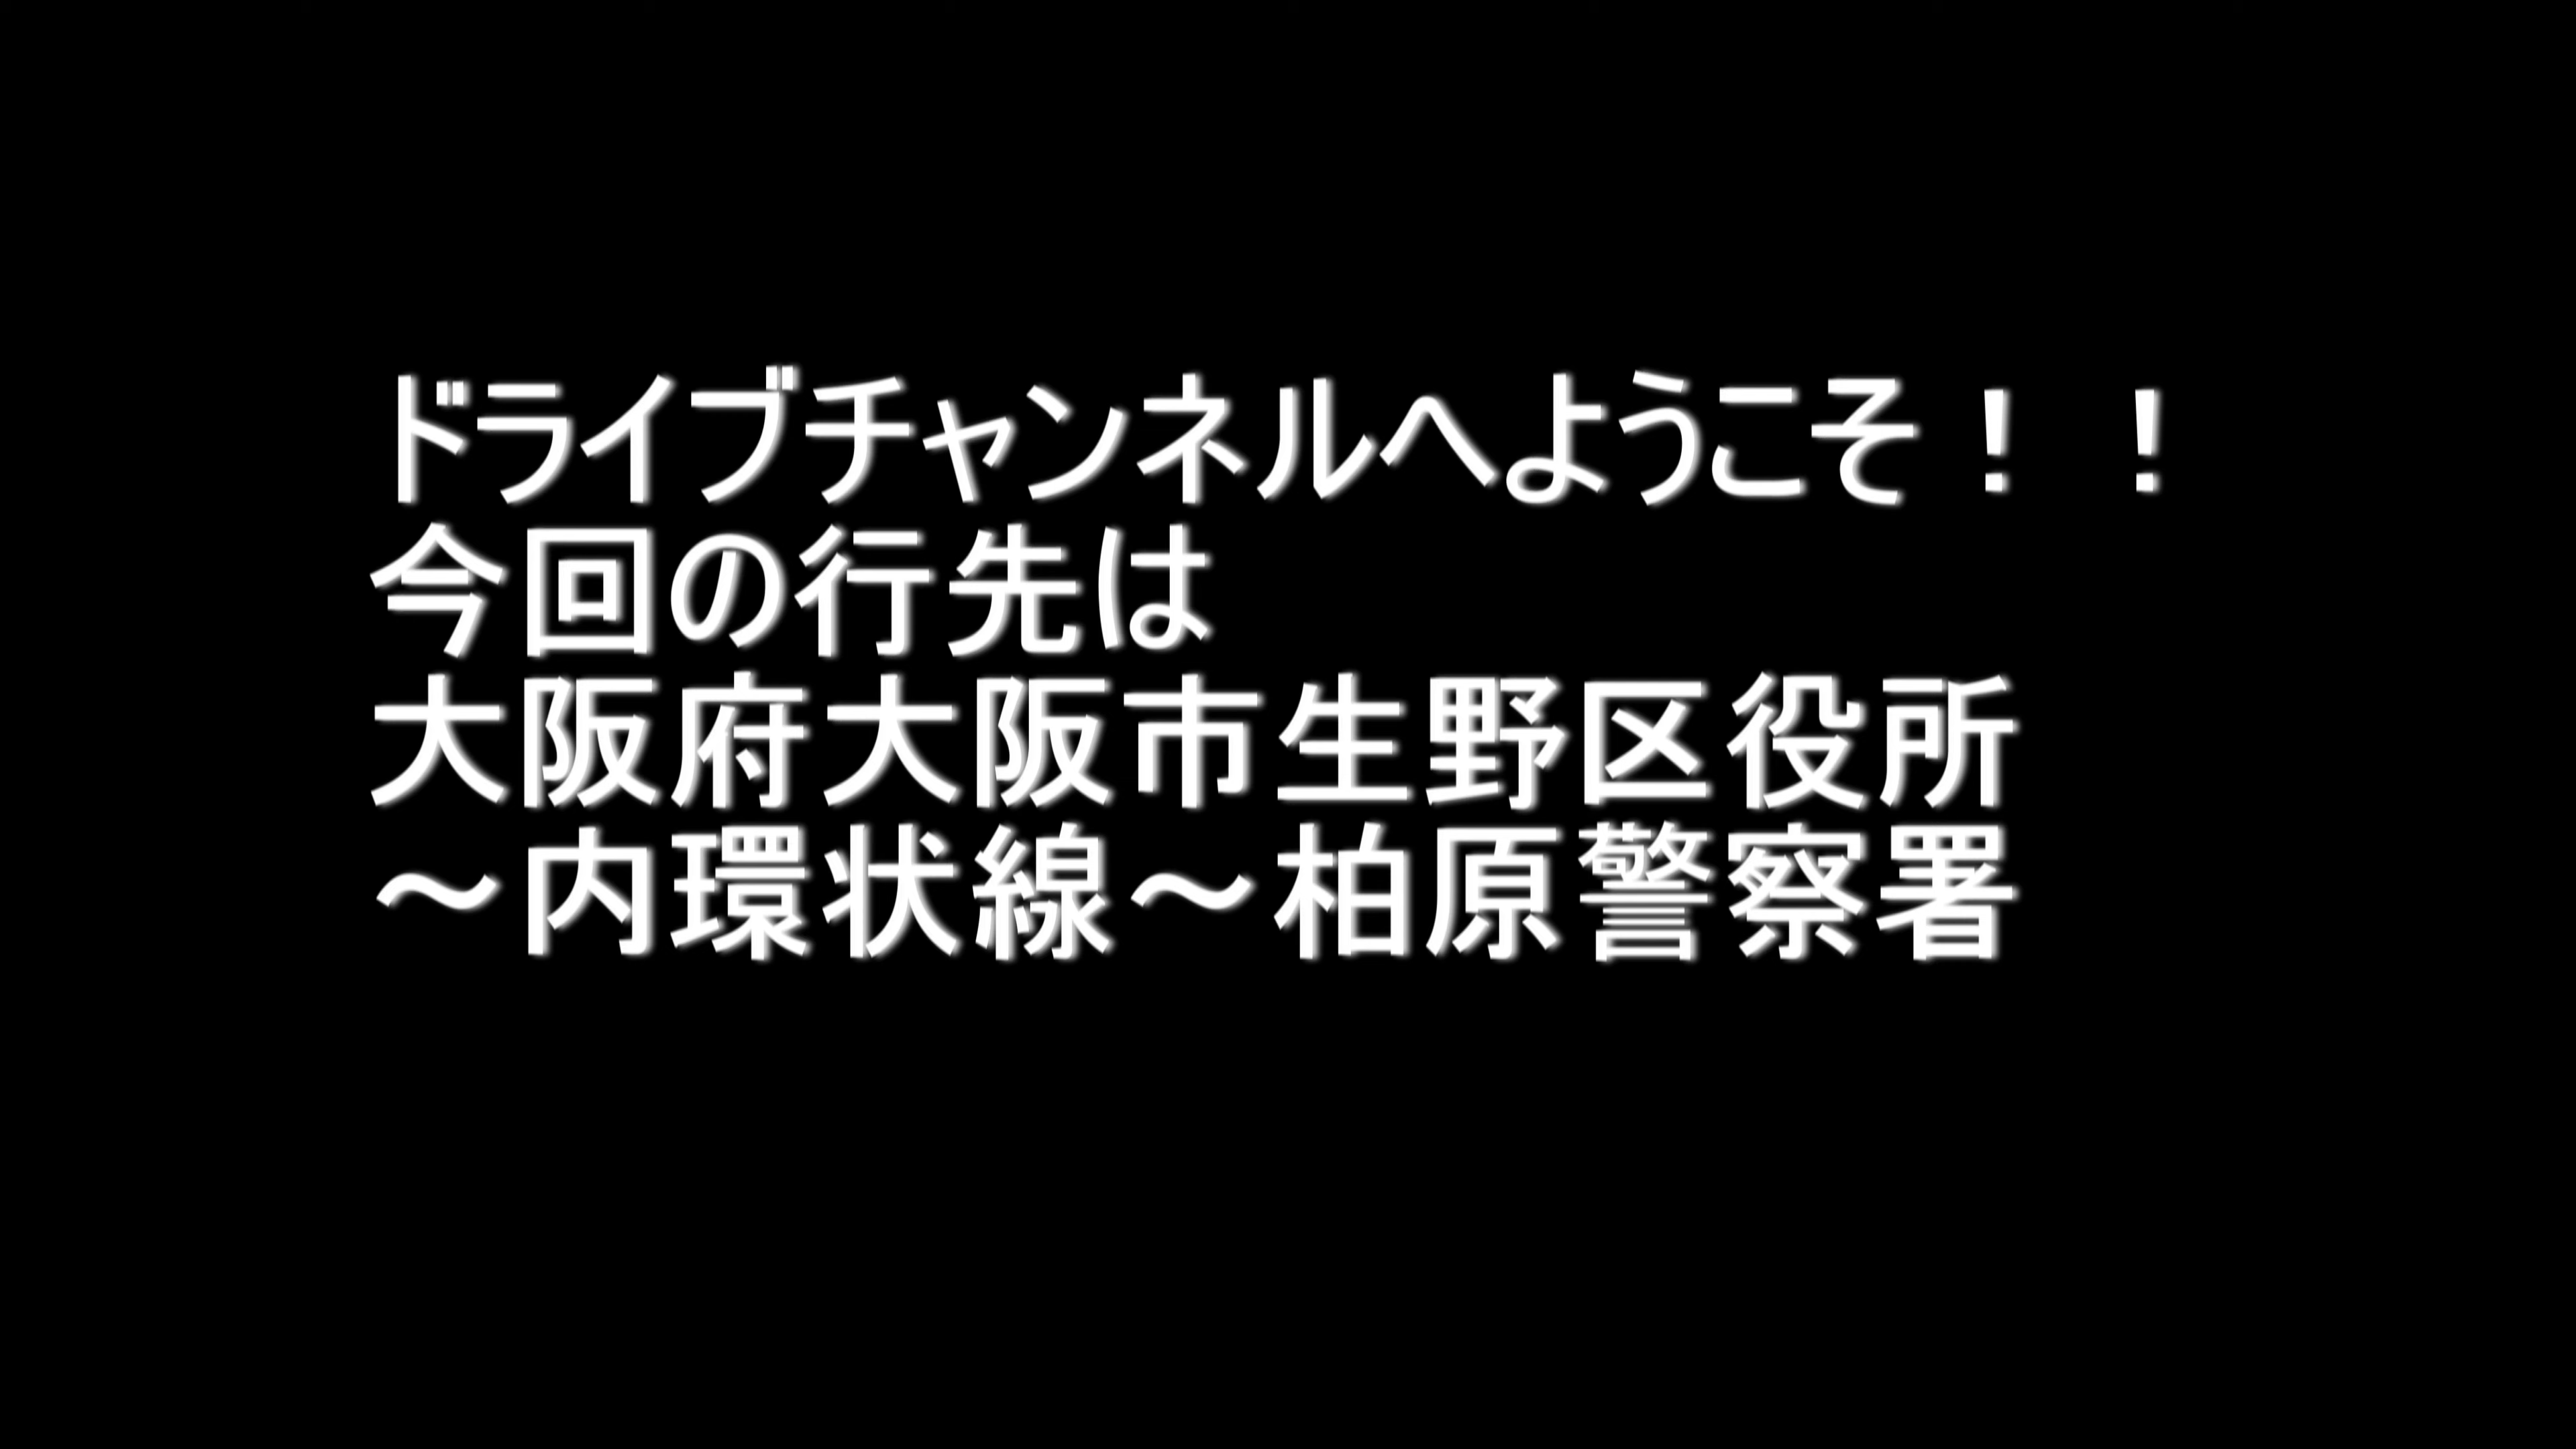 ドライブチャンネルへようこそ！！
今回の行先は
大阪府大阪市生野区役所
～内環状線～柏原警察署